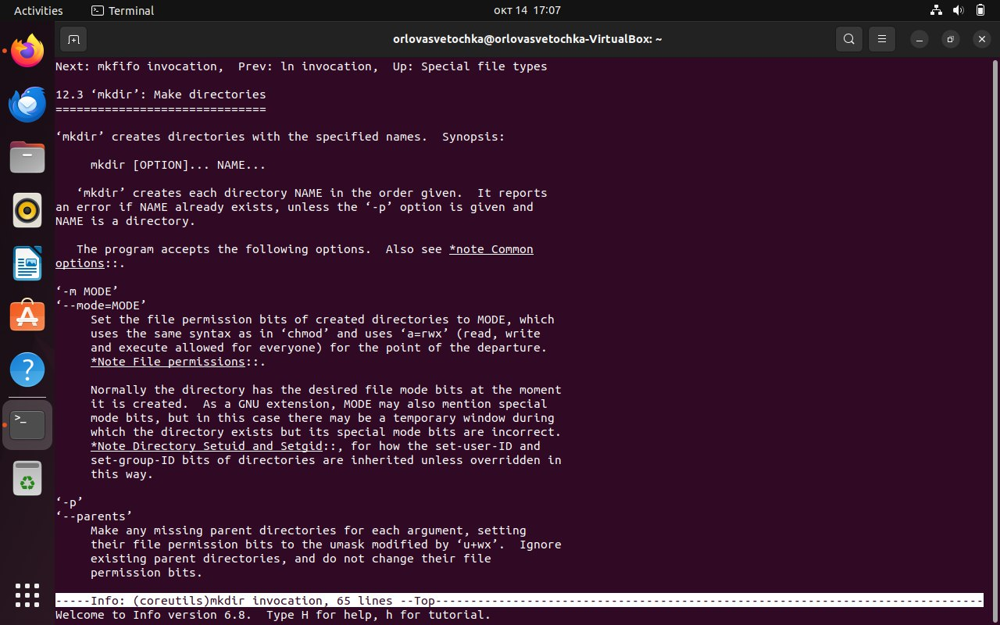 Activities
Terminal
окт 14 17:07
orlovasvetochka@orlovasvetochka-VirtualBox: ~
Next: mkfifo invocation,  Prev: ln invocation,  Up: Special file types
12.3 ‘mkdir’: Make directories
==============================
‘mkdir’ creates directories with the specified names.  Synopsis:
mkdir [OPTION]... NAME...
‘mkdir’ creates each directory NAME in the order given.  It reports
an error if NAME already exists, unless the ‘-p’ option is given and
NAME is a directory.
The program accepts the following options.  Also see *note Common
options::.
‘-m MODE’
‘--mode=MODE’
Set the file permission bits of created directories to MODE, which
uses the same syntax as in ‘chmod’ and uses ‘a=rwx’ (read, write
and execute allowed for everyone) for the point of the departure.
*Note File permissions::.
Normally the directory has the desired file mode bits at the moment
it is created.  As a GNU extension, MODE may also mention special
mode bits, but in this case there may be a temporary window during
which the directory exists but its special mode bits are incorrect.
*Note Directory Setuid and Setgid::, for how the set-user-ID and
set-group-ID bits of directories are inherited unless overridden in
this way.
‘-p’
‘--parents’
Make any missing parent directories for each argument, setting
their file permission bits to the umask modified by ‘u+wx’.  Ignore
existing parent directories, and do not change their file
permission bits.
-----Info: (coreutils)mkdir invocation, 65 lines --Top------------------------------------------------------------------------------
Welcome to Info version 6.8.  Type H for help, h for tutorial.